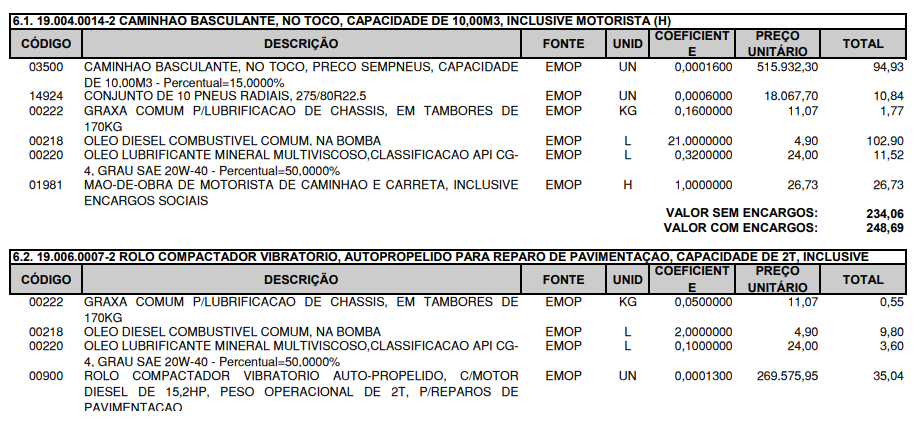 6.1. 19.004.0014-2 CAMINHAO BASCULANTE, NO TOCO, CAPACIDADE DE 10,00M3, INCLUSIVE MOTORISTA (H)
CÓDIGO DESCRIÇÃO FONTE UNID COEFICIENT E PREÇO UNITÁRIO TOTAL
03500 CAMINHAO BASCULANTE, NO TOCO, PRECO SEMPNEUS, CAPACIDADE EMOP UN 0,0001600 515.932,30 94,93
DE 10,00M3 - Percentual=15,0000%
14924 CONJUNTO DE 10 PNEUS RADIAIS, 275/80R22.5 EMOP UN 0,0006000 18.067,70 10,84
00222 GRAXA COMUM P/LUBRIFICACAO DE CHASSIS, EM TAMBORES DE EMOP KG 0,1600000 11,07 1,77
170KG
00218 OLEO DIESEL COMBUSTIVEL COMUM, NA BOMBA EMOP L 21,0000000 4,90 102,90
00220 OLEO LUBRIFICANTE MINERAL MULTIVISCOSO,CLASSIFICACAO API CG- EMOP L 0,3200000 24,00 11,52
4, GRAU SAE 20W-40 - Percentual=50,0000%
01981 MAO-DE-OBRA DE MOTORISTA DE CAMINHAO E CARRETA, INCLUSIVE EMOP H 1,0000000 26,73 26,73
ENCARGOS SOCIAIS
VALOR SEM ENCARGOS: 234,06
VALOR COM ENCARGOS: 248,69
6.2. 19.006.0007-2 ROLO COMPACTADOR VIBRATÓRIO, AUTOPROPELIDO PARA REPARO DE PAVIMENTAÇAO, CAPACIDADE DE 2T, INCLUSIVE
CÓDIGO DESCRIÇÃO FONTE UNID COEFICIENT E PREÇO UNITÁRIO TOTAL
00222 GRAXA COMUM P/LUBRIFICACAO DE CHASSIS, EM TAMBORES DE EMOP KG 0,0500000 11,07 0,55
170KG
00218 OLEO DIESEL COMBUSTIVEL COMUM, NA BOMBA EMOP L 2,0000000 4,90 9,80
00220 OLEO LUBRIFICANTE MINERAL MULTIVISCOSO,CLASSIFICACAO API CG- EMOP L 0,1000000 24,00 3,60
4, GRAU SAE 20W-40 - Percentual=50,0000%
00900 ROLO COMPACTADOR VIBRATORIO AUTO-PROPELIDO, C/MOTOR EMOP UN 0,0001300 269.575,95 35,04
DIESEL DE 15,2HP, PESO OPERACIONAL DE 2T, P/REPAROS DE
PAVIMENTACAO